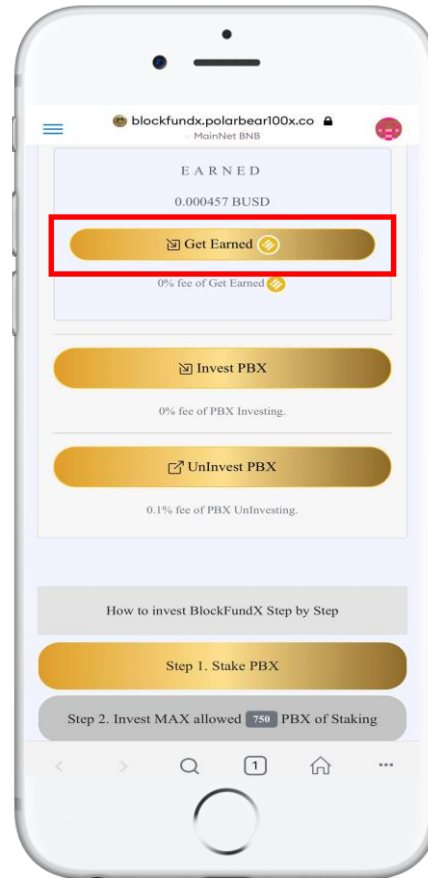 blockfundx.polarbear100x.co
MainNet BNB
EARNED
0.000457 BUSD
Get Earned
0% fee of Get Earned
Invest PBX
0% fee of PBX Investing.
UnInvest PBX
0.1% fee of PBX UnInvesting.
How to invest BlockFundX Step by Step
Step 1. Stake PBX
Step 2. Invest MAX allowed 750 PBX of Staking
1